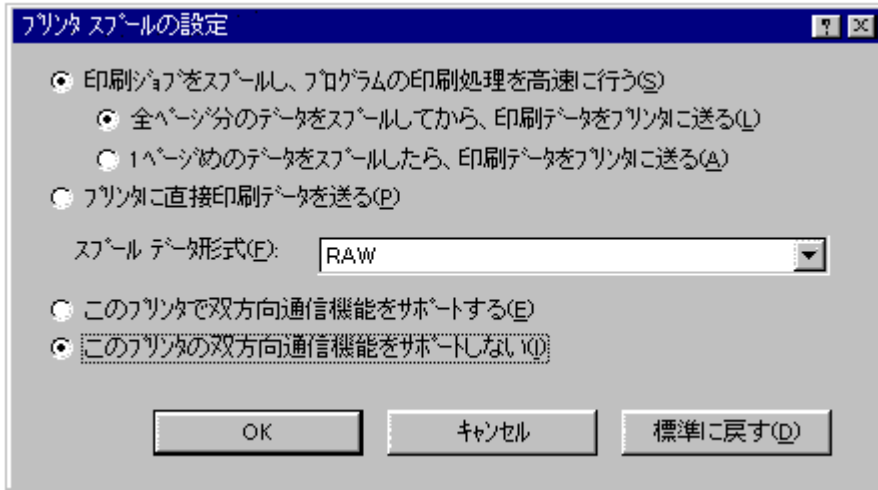 プリンタ スプールの設定
印刷ジョブをスプールし、プログラムの印刷処理を高速に行う(S)
全ページ分のデータをスプールしてから、印刷データをプリンタに送る(L)
1ページめのデータをスプールしたら、印刷データをプリンタに送る(A)
プリンタに直接印刷データを送る(P)
スプール データ形式(F):
RAW
このプリンタで双方向通信機能をサポートする(E)
このプリンタの双方向通信機能をサポートしない(I)
OK
キャンセル
標準に戻す(D)